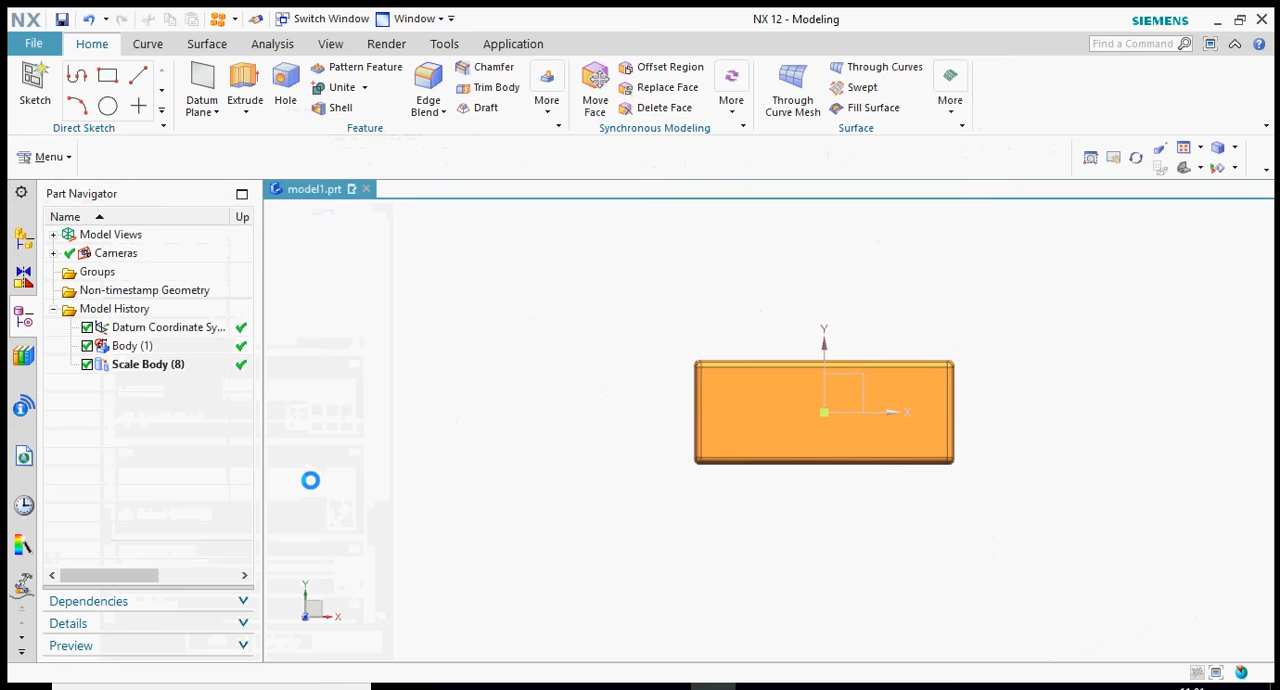 NX
Switch Window
Window
NX 12 - Modeling
SIEMENS
File
Home
Curve
Surface
Analysis
View
Render
Tools
Application
Find a Command
Sketch
Direct Sketch
Datum Plane
Extrude
Hole
Pattern Feature
Unite
Shell
Edge Blend
Chamfer
Trim Body
Draft
More
Feature
Move Face
Offset Region
Replace Face
Delete Face
More
Synchronous Modeling
Through Curve Mesh
Through Curves
Swept
Fill Surface
More
Surface
Menu
Part Navigator
model1.prt
Name
Up
Model Views
Cameras
Groups
Non-timestamp Geometry
Model History
Datum Coordinate Sy...
Body (1)
Scale Body (8)
Y
X
Y
X
Dependencies
Details
Preview